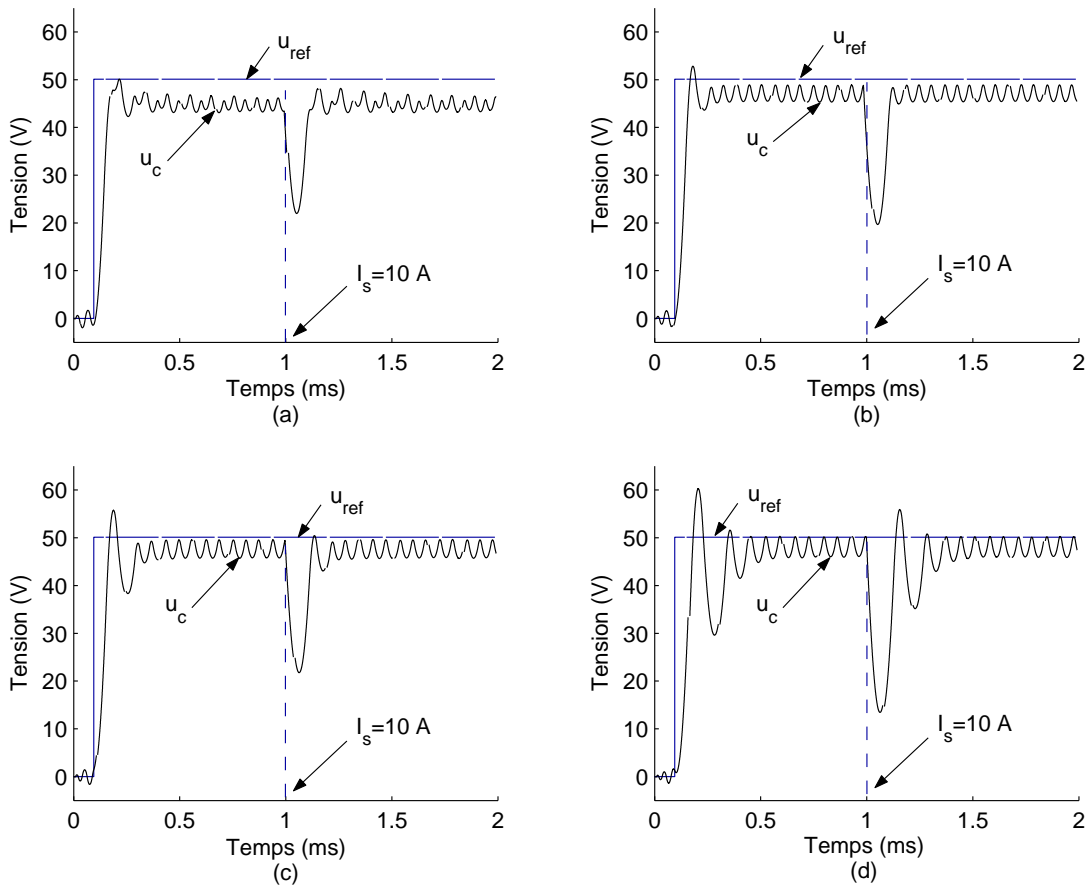 60
50
40
30
20
10
0
Tension (V)
u_ref
u_c
I_s=10 A
0 0.5 1 1.5 2
Temps (ms)
(a)
60
50
40
30
20
10
0
Tension (V)
u_ref
u_c
I_s=10 A
0 0.5 1 1.5 2
Temps (ms)
(b)
60
50
40
30
20
10
0
Tension (V)
u_ref
u_c
I_s=10 A
0 0.5 1 1.5 2
Temps (ms)
(c)
60
50
40
30
20
10
0
Tension (V)
u_ref
u_c
I_s=10 A
0 0.5 1 1.5 2
Temps (ms)
(d)